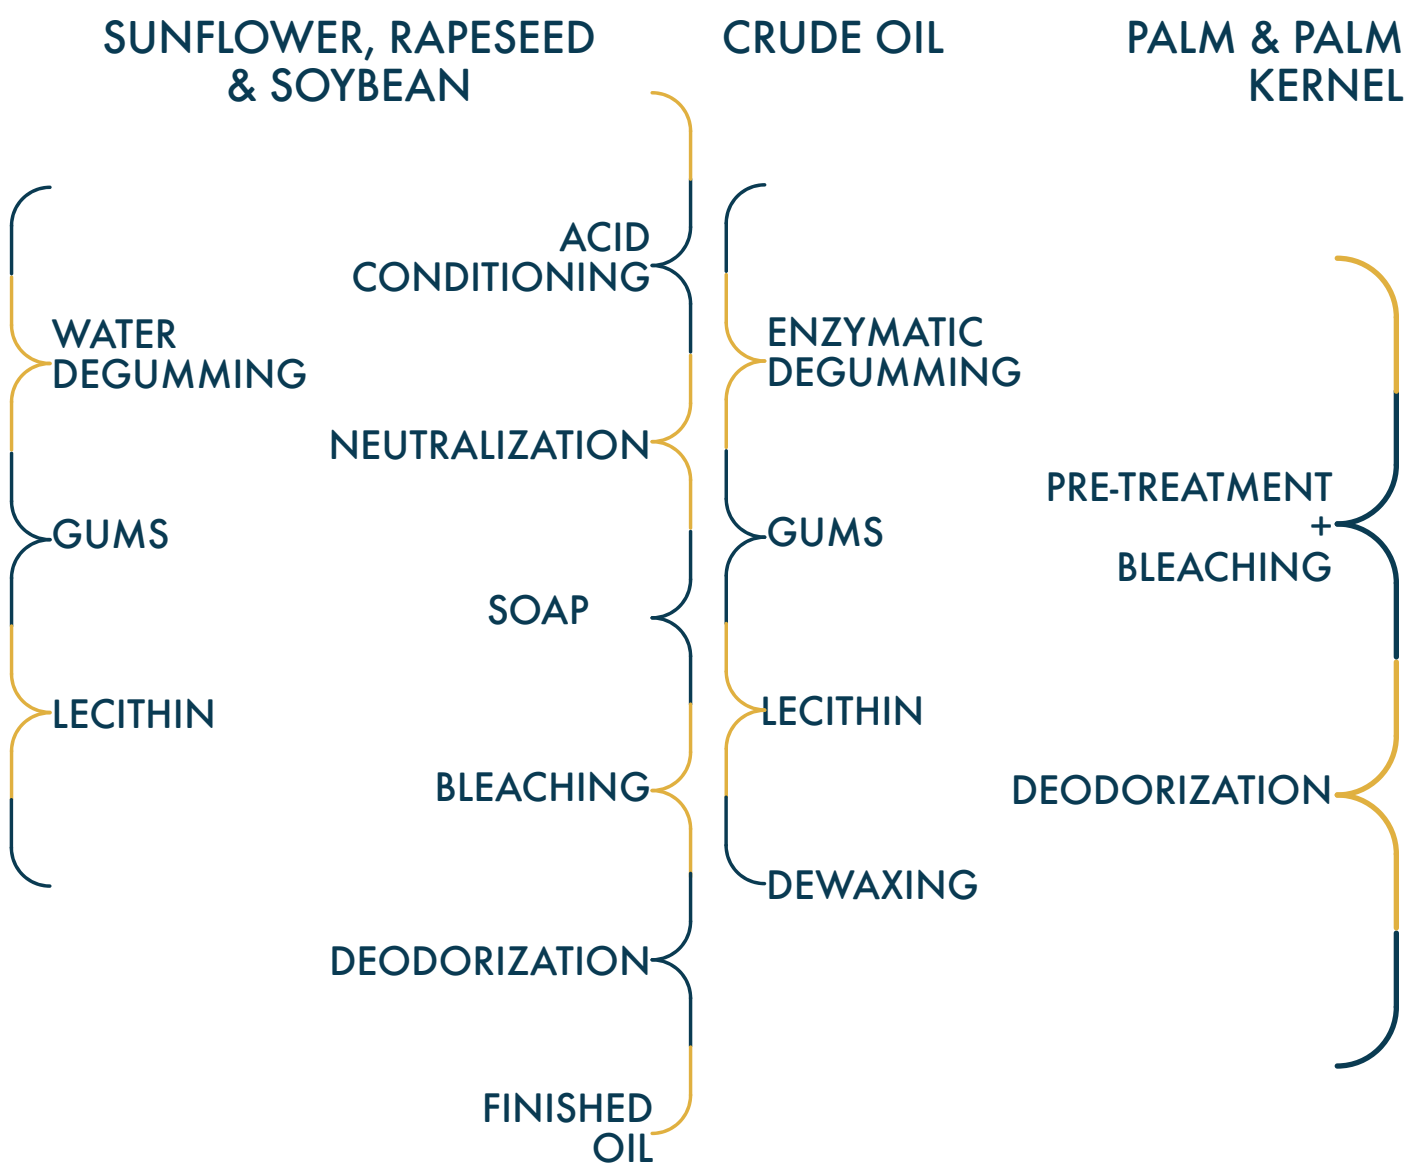 SUNFLOWER, RAPESEED
& SOYBEAN
CRUDE OIL
PALM & PALM
KERNEL
WATER
DEGUMMING
GUMS
LECITHIN
ACID
CONDITIONING
NEUTRALIZATION
SOAP
BLEACHING
DEODORIZATION
FINISHED
OIL
ENZYMATIC
DEGUMMING
GUMS
LECITHIN
DEWAXING
PRE-TREATMENT
+
BLEACHING
DEODORIZATION